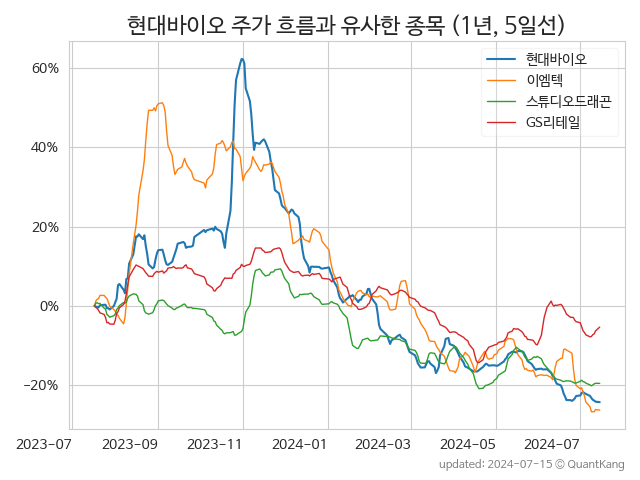 현대바이오 주가 흐름과 유사한 종목 (1년, 5일선)
현대바이오
이엠텍
스튜디오드래곤
GS리테일
60%
40%
20%
0%
−20%
2023-07
2023-09
2023-11
2024-01
2024-03
2024-05
2024-07
updated: 2024-07-15 © QuantKang